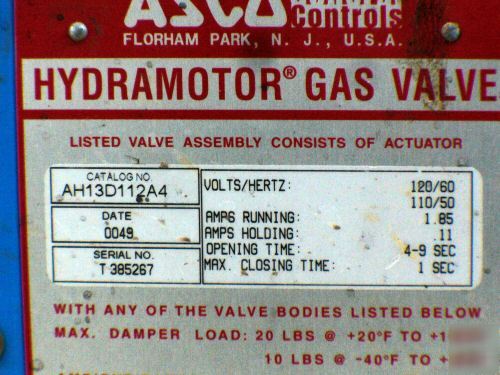 ASCO
Controls
FLORHAM PARK, N. J., U.S.A.
HYDRAMOTOR® GAS VALVE
LISTED VALVE ASSEMBLY CONSISTS OF ACTUATOR
CATALOG NO.
AH13D112A4
DATE
0049
SERIAL NO.
T 385267
VOLTS/HERTZ: 120/60
110/50
AMPS RUNNING: 1.85
AMPS HOLDING: .11
OPENING TIME: 4-9 SEC
MAX. CLOSING TIME: 1 SEC
WITH ANY OF THE VALVE BODIES LISTED BELOW
MAX. DAMPER LOAD: 20 LBS @ +20°F TO +1
10 LBS @ -40°F TO +